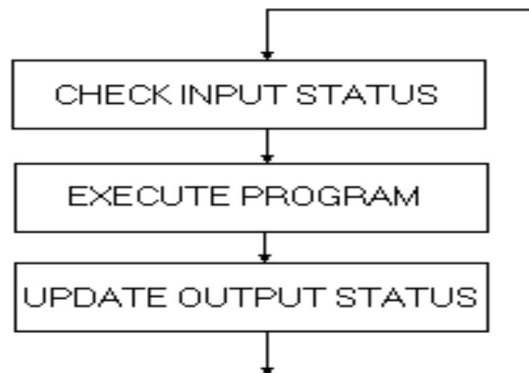 CHECK INPUT STATUS
EXECUTE PROGRAM
UPDATE OUTPUT STATUS